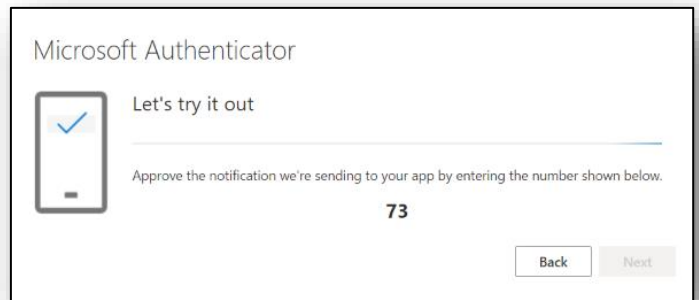 Microsoft Authenticator
Let's try it out
Approve the notification we're sending to your app by entering the number shown below.
73
Back
Next